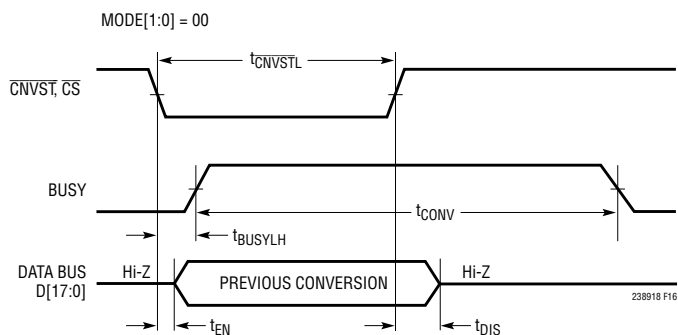 MODE[1:0] = 00
tCNVSTL
CNVST, CS
BUSY
tCONV
tBUSYLH
DATA BUS
D[17:0]
Hi-Z
PREVIOUS CONVERSION
Hi-Z
238918 F16
tEN
tDIS